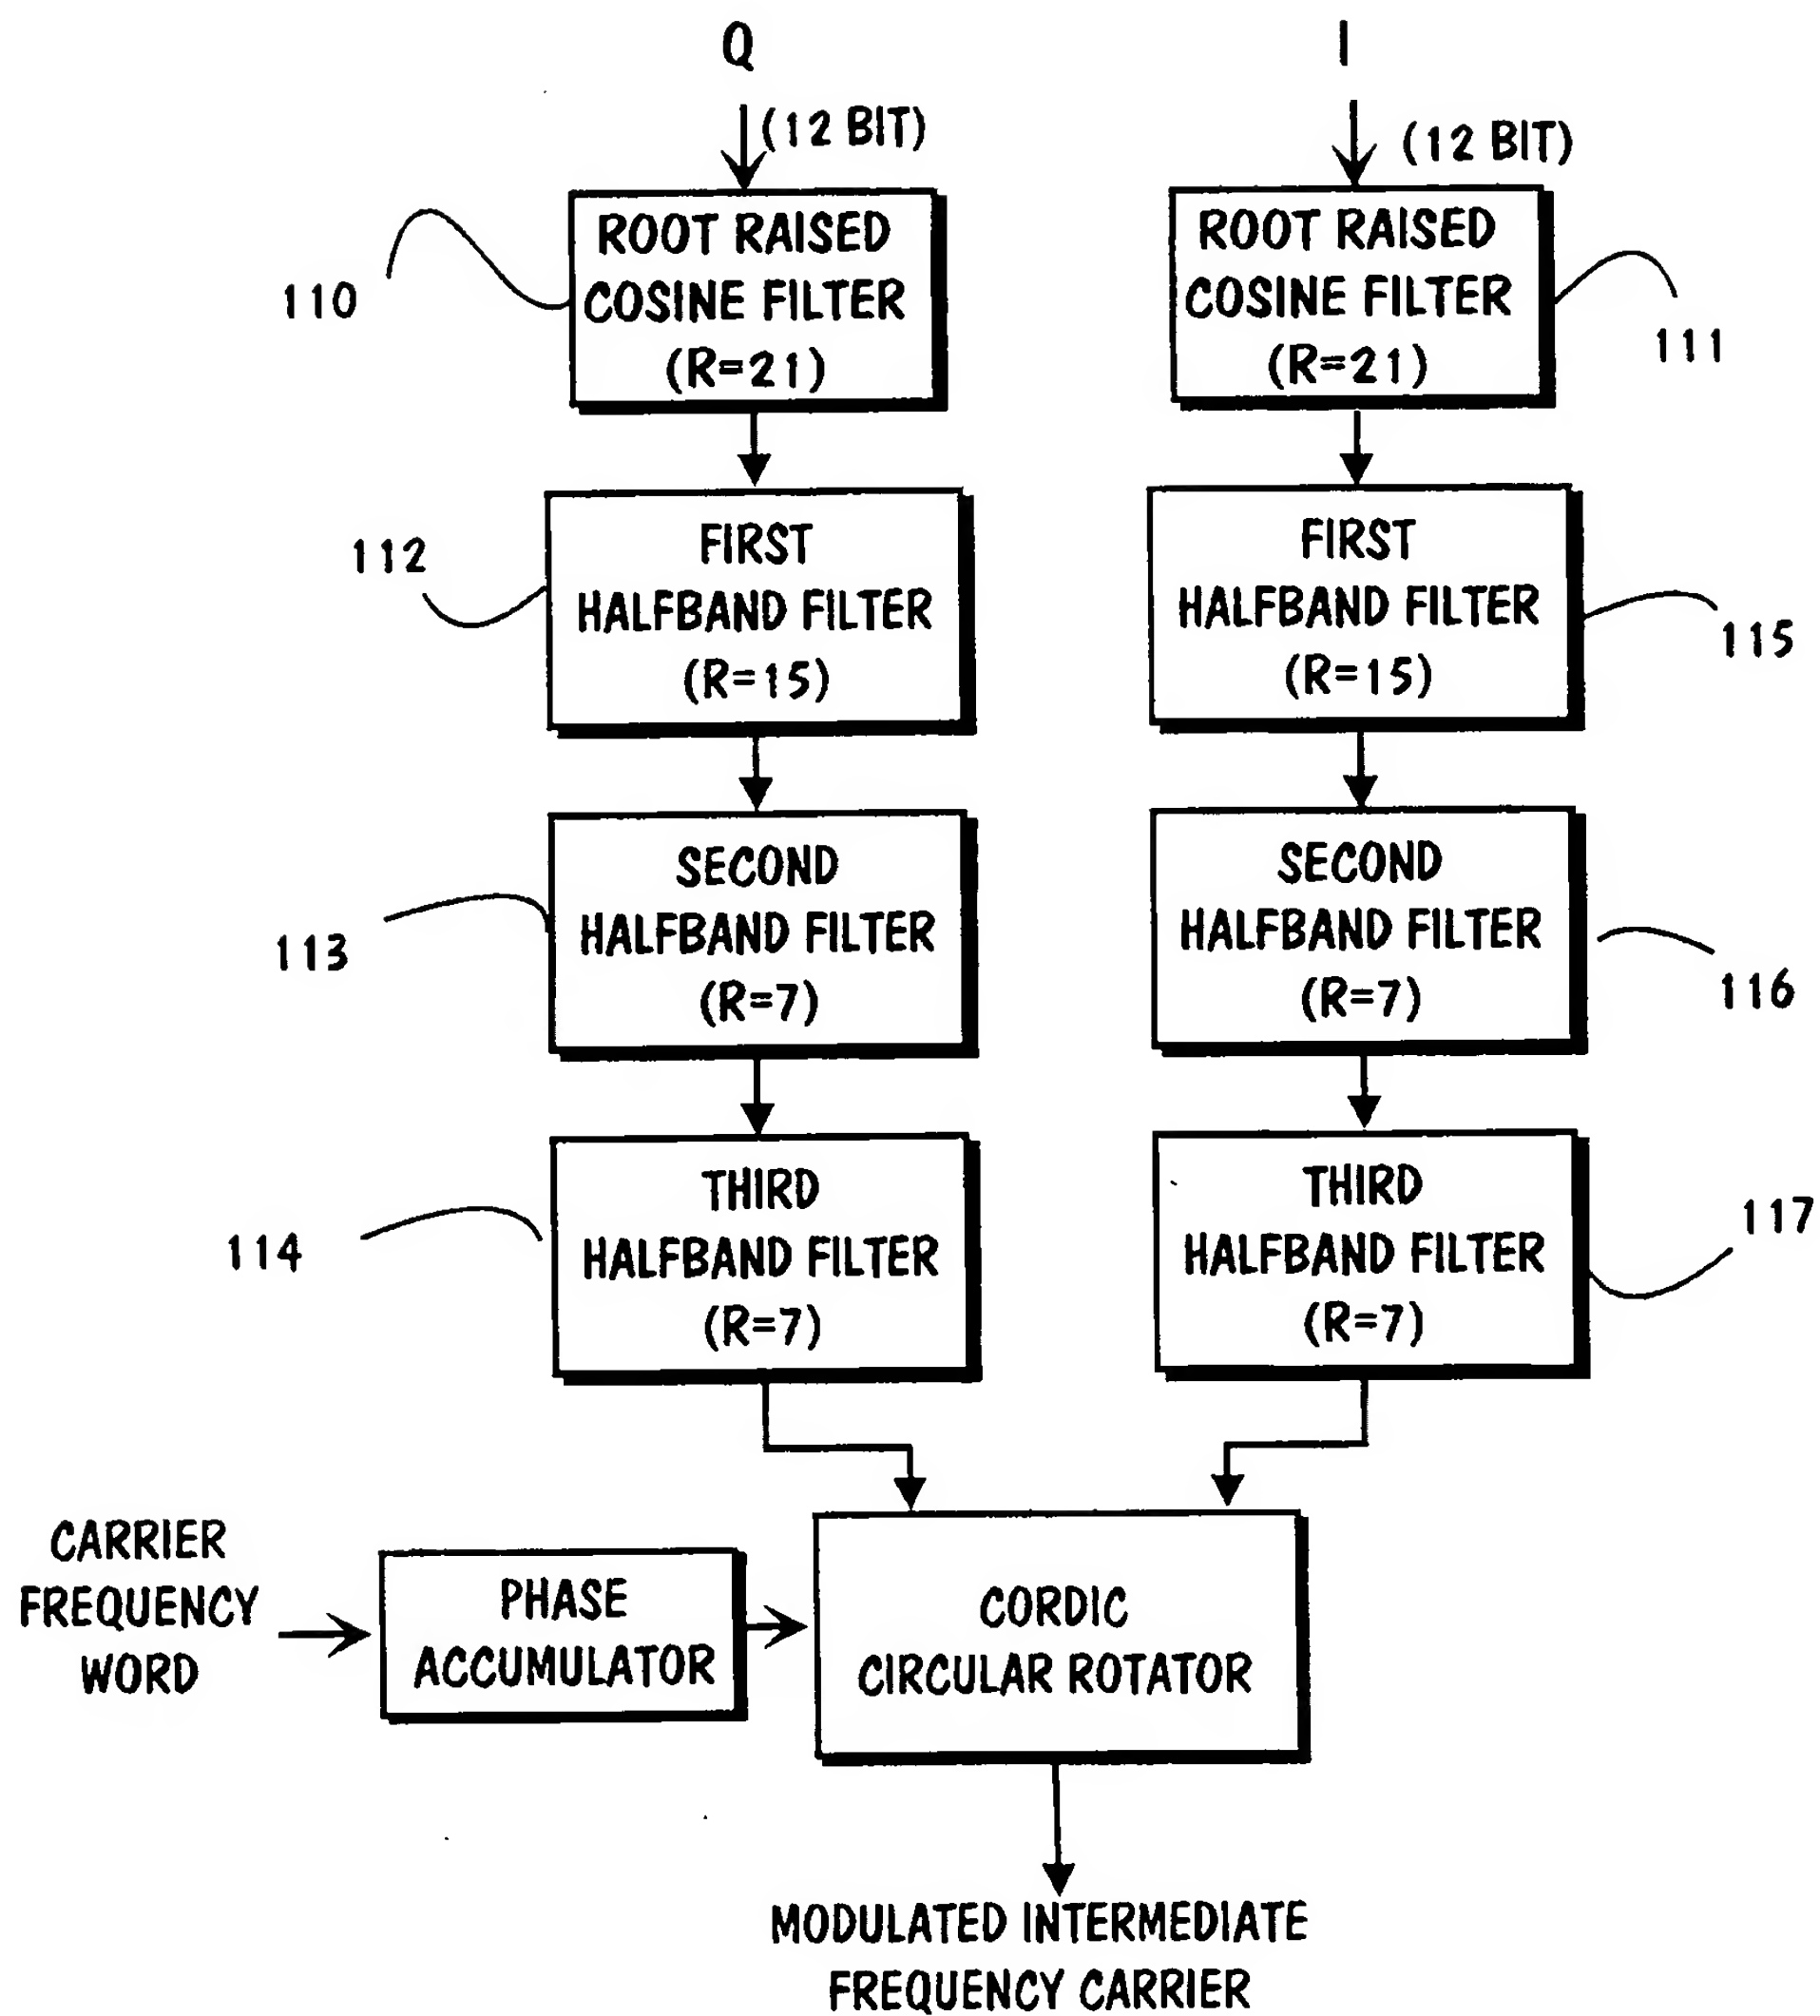 Q
I
(12 BIT)
(12 BIT)
ROOT RAISED
COSINE FILTER
(R=21)
110
ROOT RAISED
COSINE FILTER
(R=21)
111
FIRST
HALFBAND FILTER
(R=15)
112
FIRST
HALFBAND FILTER
(R=15)
115
SECOND
HALFBAND FILTER
(R=7)
113
SECOND
HALFBAND FILTER
(R=7)
116
THIRD
HALFBAND FILTER
(R=7)
114
THIRD
HALFBAND FILTER
(R=7)
117
CARRIER
FREQUENCY
WORD
PHASE
ACCUMULATOR
CORDIC
CIRCULAR ROTATOR
MODULATED INTERMEDIATE
FREQUENCY CARRIER